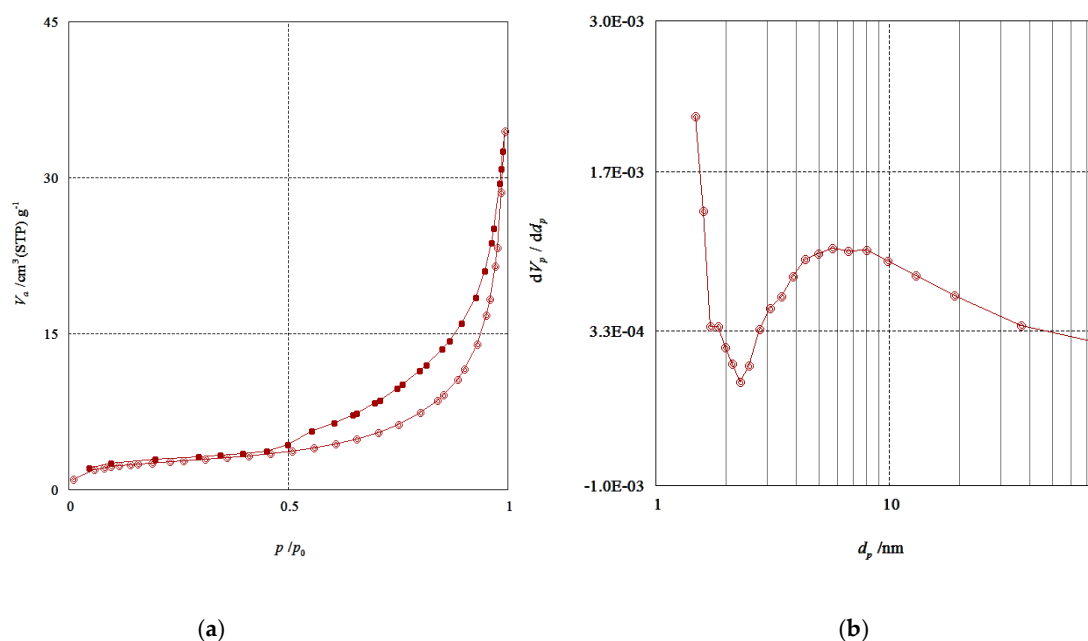 45
30
15
0
0
0.5
1
Vₐ /cm³(STP) g⁻¹
p /p₀
(a)
3.0E-03
1.7E-03
3.3E-04
-1.0E-03
1
10
dVₚ / ddₚ
dₚ /nm
(b)